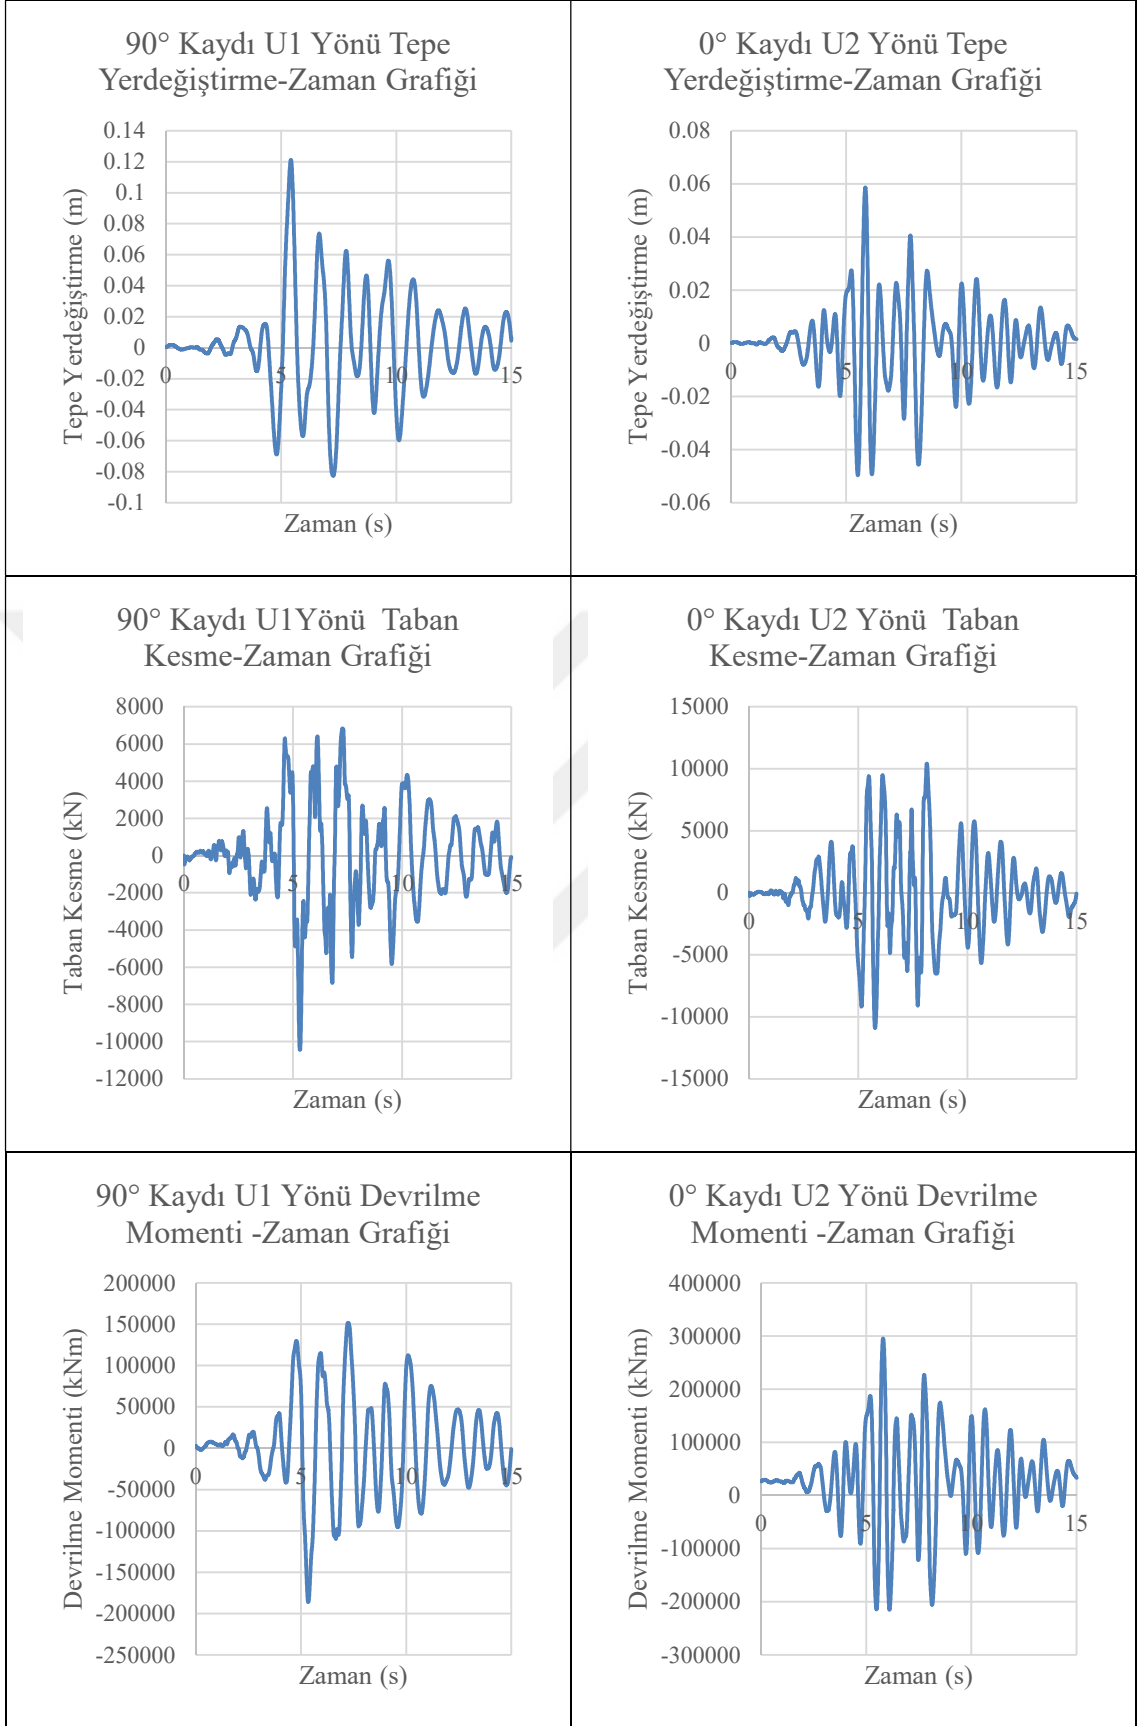 90° Kaydı U1 Yönü Tepe
Yerdeğiştirme-Zaman Grafiği
0.14
0.12
0.1
0.08
0.06
0.04
0.02
0
-0.02
-0.04
-0.06
-0.08
-0.1
0 5 10 15
Tepe Yerdeğiştirme (m)
Zaman (s)
0° Kaydı U2 Yönü Tepe
Yerdeğiştirme-Zaman Grafiği
0.08
0.06
0.04
0.02
0
-0.02
-0.04
-0.06
0 5 10 15
Tepe Yerdeğiştirme (m)
Zaman (s)
90° Kaydı U1Yönü  Taban
Kesme-Zaman Grafiği
8000
6000
4000
2000
0
-2000
-4000
-6000
-8000
-10000
-12000
0 5 10 15
Taban Kesme (kN)
Zaman (s)
0° Kaydı U2 Yönü  Taban
Kesme-Zaman Grafiği
15000
10000
5000
0
-5000
-10000
-15000
0 5 10 15
Taban Kesme (kN)
Zaman (s)
90° Kaydı U1 Yönü Devrilme
Momenti -Zaman Grafiği
200000
150000
100000
50000
0
-50000
-100000
-150000
-200000
-250000
0 5 10 15
Devrilme Momenti (kNm)
Zaman (s)
0° Kaydı U2 Yönü Devrilme
Momenti -Zaman Grafiği
400000
300000
200000
100000
0
-100000
-200000
-300000
0 5 10 15
Devrilme Momenti (kNm)
Zaman (s)